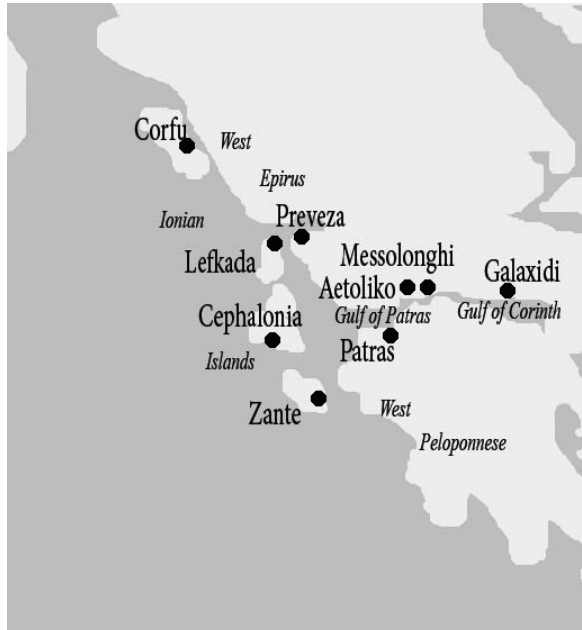 Corfu
West
Epirus
Ionian
Preveza
Lefkada
Messolonghi
Aetoliko
Galaxidi
Gulf of Patras
Gulf of Corinth
Cephalonia
Patras
Islands
Zante
West
Peloponnese